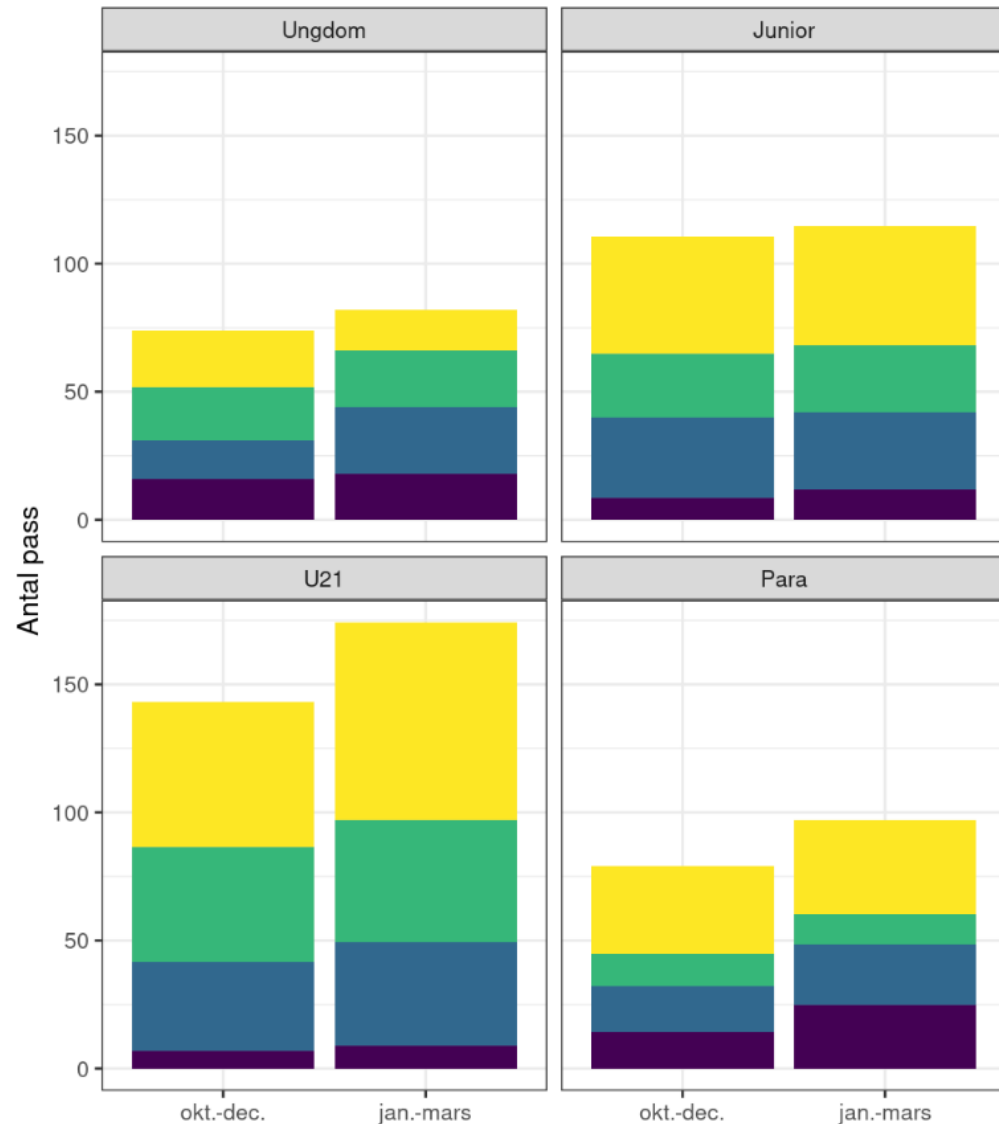 Ungdom
Junior
150
100
50
0
Antal pass
U21
Para
150
100
50
0
okt.-dec.
jan.-mars
okt.-dec.
jan.-mars